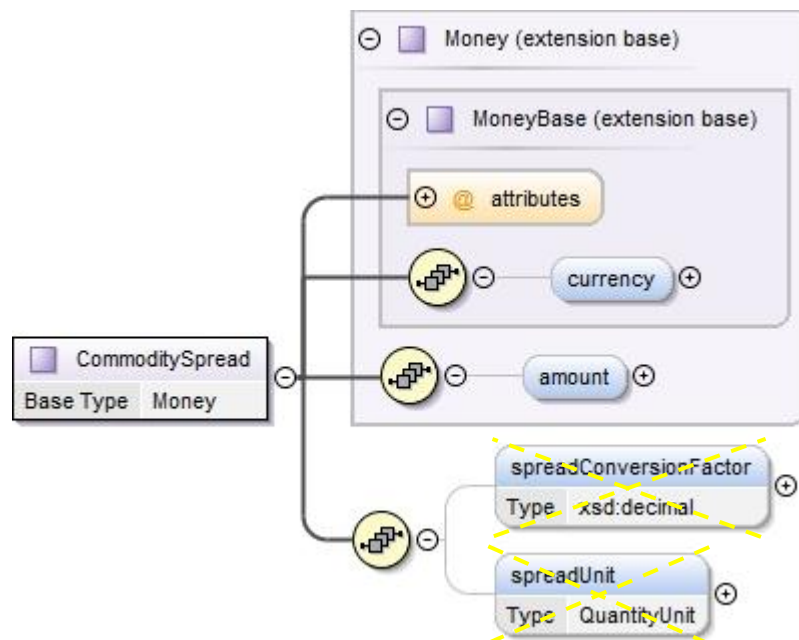 Money (extension base)
MoneyBase (extension base)
@ attributes
currency
CommoditySpread
Base Type Money
amount
spreadConversionFactor
Type xsd:decimal
spreadUnit
Type QuantityUnit